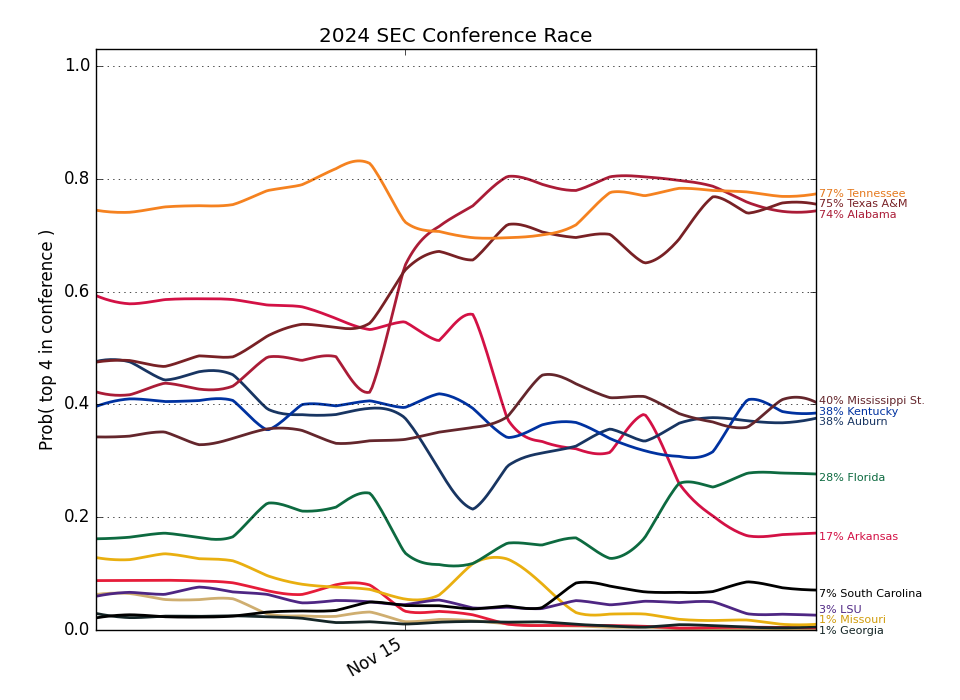 2024 SEC Conference Race
Prob( top 4 in conference )
1.0
0.8
0.6
0.4
0.2
0.0
Nov 15
77% Tennessee
75% Texas A&M
74% Alabama
40% Mississippi St.
38% Kentucky
38% Auburn
28% Florida
17% Arkansas
7% South Carolina
3% LSU
1% Missouri
1% Georgia